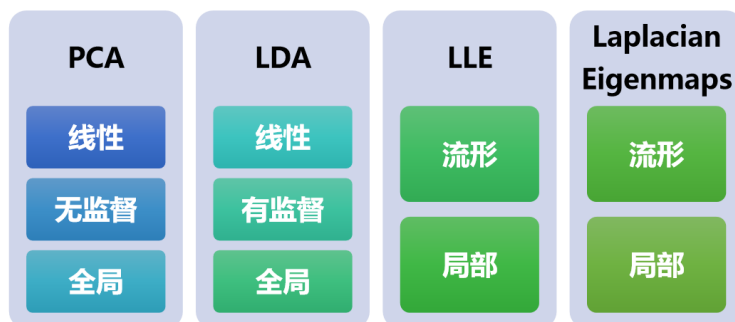 PCA
线性
无监督
全局
LDA
线性
有监督
全局
LLE
流形
局部
Laplacian
Eigenmaps
流形
局部